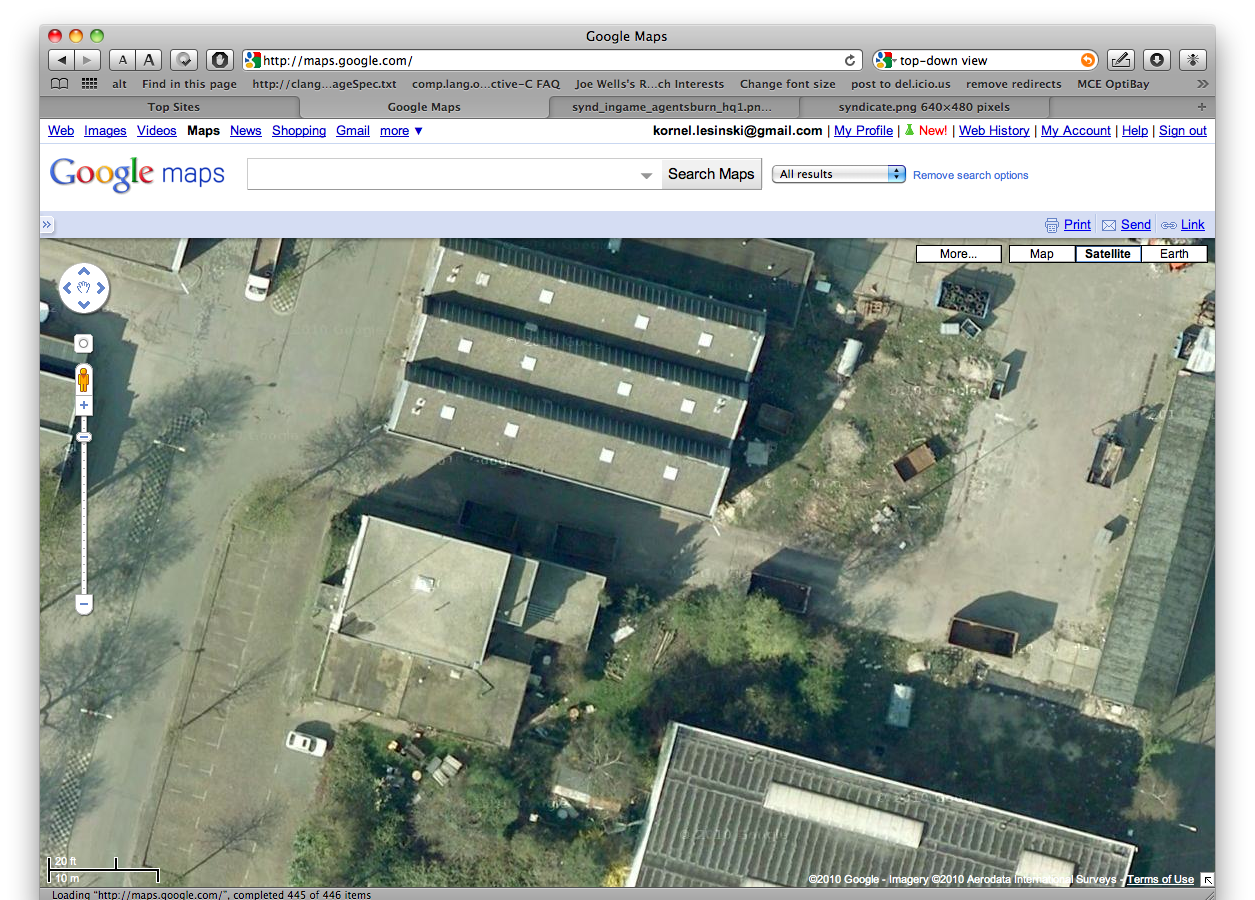 Google Maps
A A http://maps.google.com/ top-down view
alt Find in this page http://clang....ageSpec.txt comp.lang.o...ctive-C FAQ Joe Wells's R...ch Interests Change font size post to del.icio.us remove redirects MCE OptiBay »
Top Sites Google Maps synd_ingame_agentsburn_hq1.pn... syndicate.png 640×480 pixels +
Web Images Videos Maps News Shopping Gmail more ▼ kornel.lesinski@gmail.com | My Profile | New! | Web History | My Account | Help | Sign out
Google maps Search Maps All results Remove search options
» Print Send Link
More... Map Satellite Earth
20 ft
10 m
©2010 Google - Imagery ©2010 Aerodata International Surveys - Terms of Use
Loading "http://maps.google.com/", completed 445 of 446 items